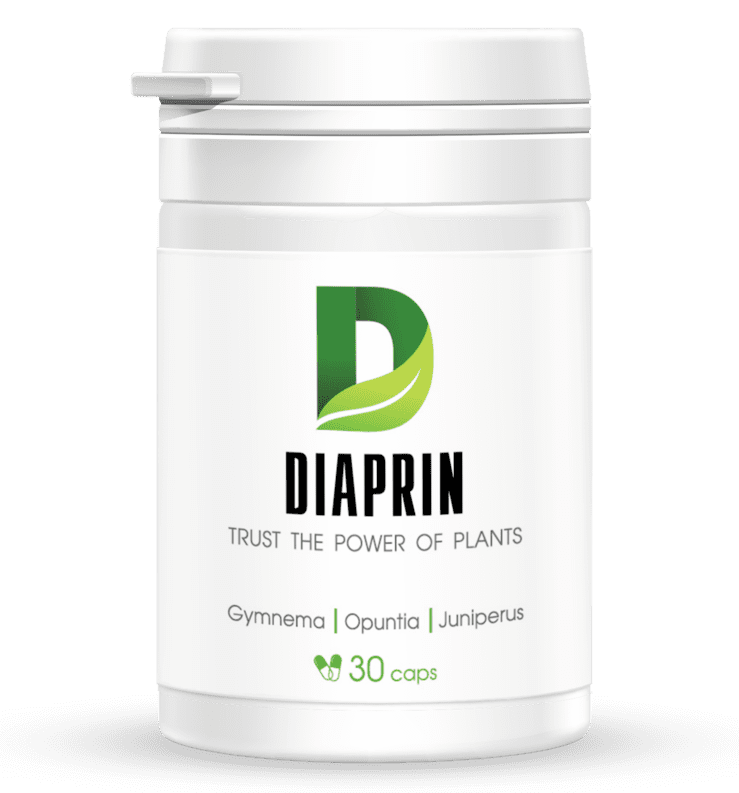 DIAPRIN
TRUST THE POWER OF PLANTS
Gymnema | Opuntia | Juniperus
30 caps